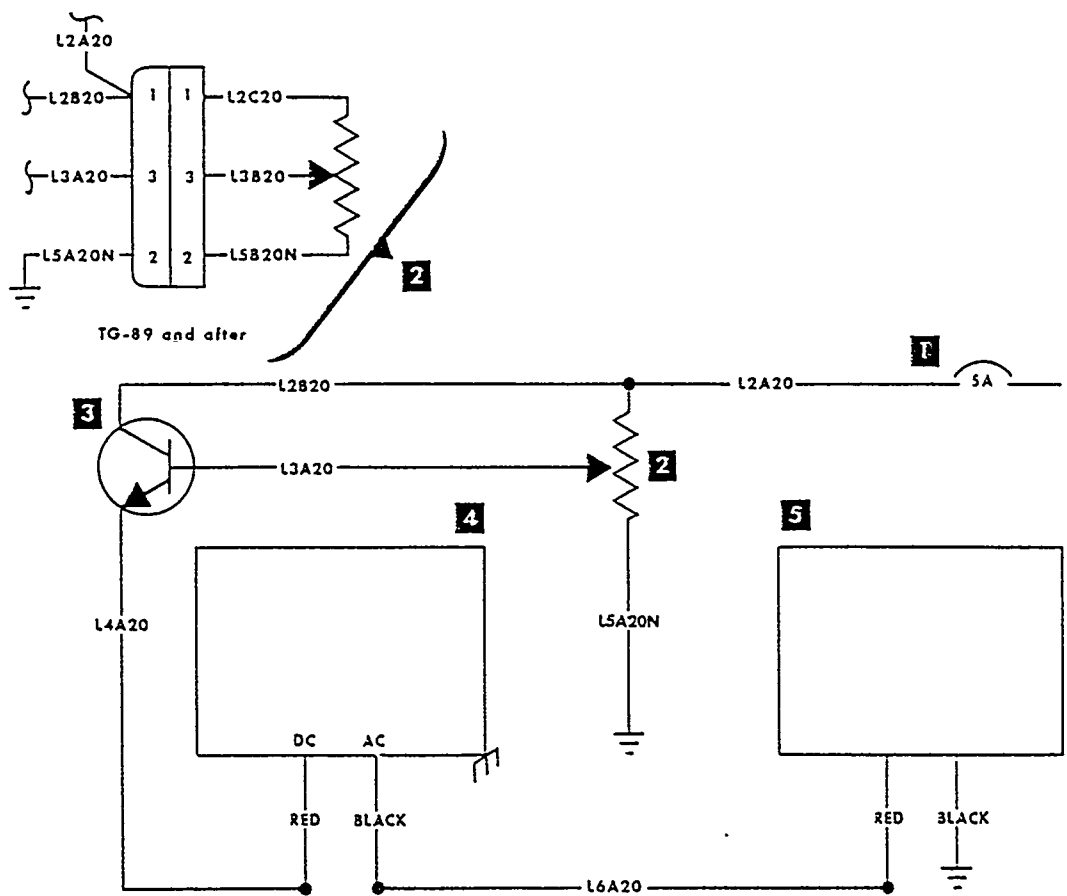 L2A20
L2B20 1 1 L2C20
L3A20 3 3 L3B20
L5A20N 2 2 L5B20N
2
TG-89 and after
1
L2B20 L2A20 5A
3
L3A20 2
4 5
L4A20 L5A20N
DC AC
RED BLACK RED BLACK
L6A20